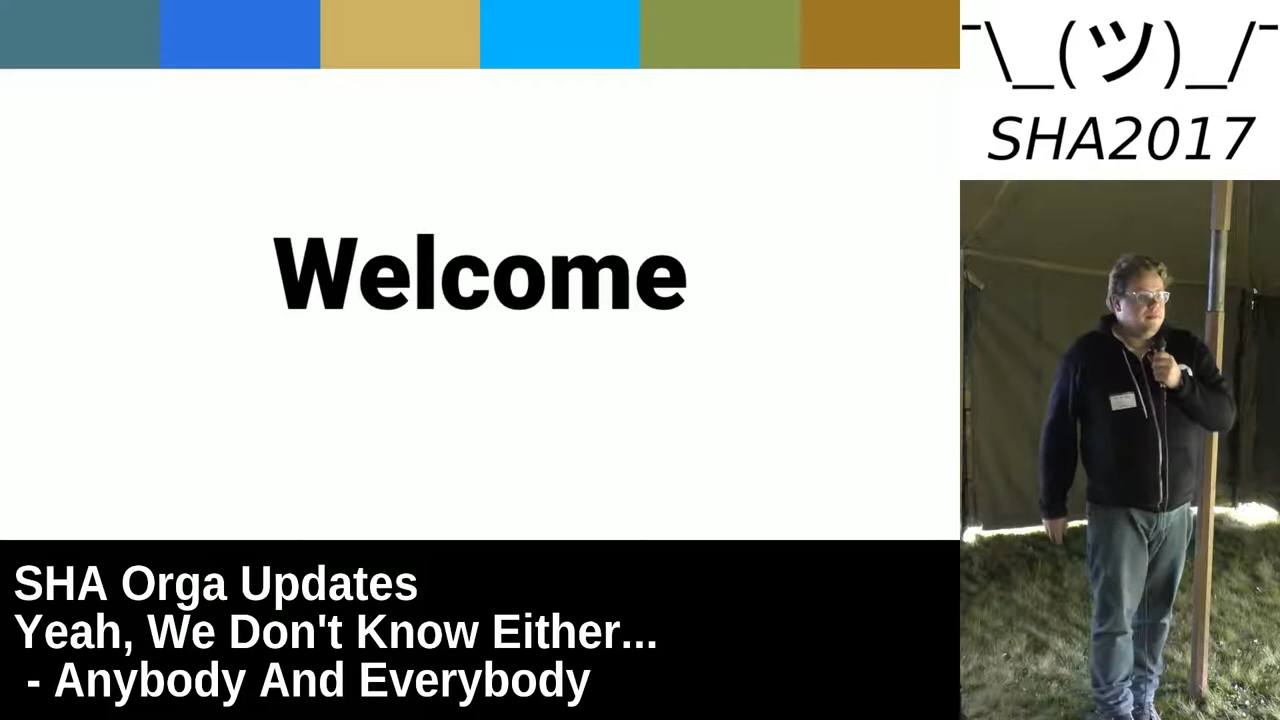 Welcome
¯\_(ツ)_/¯
SHA2017
SHA Orga Updates
Yeah, We Don't Know Either...
- Anybody And Everybody